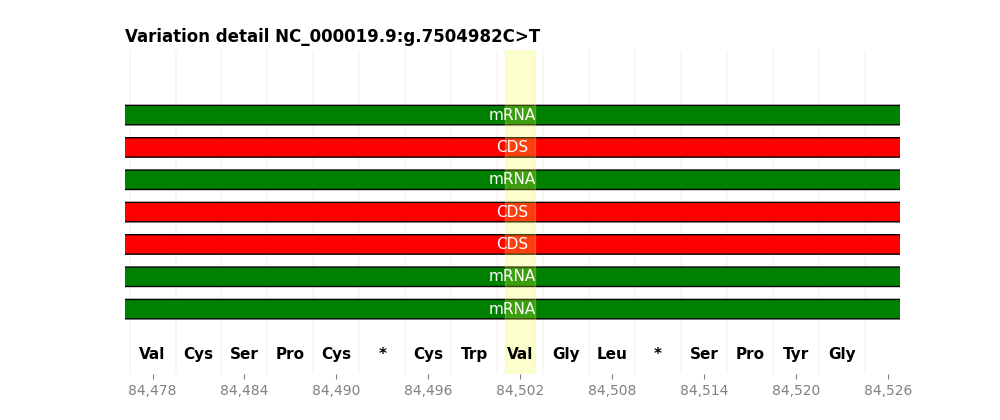 Variation detail NC_000019.9:g.7504982C>T
mRNA
CDS
mRNA
CDS
CDS
mRNA
mRNA
Val Cys Ser Pro Cys * Cys Trp Val Gly Leu * Ser Pro Tyr Gly
84,478 84,484 84,490 84,496 84,502 84,508 84,514 84,520 84,526